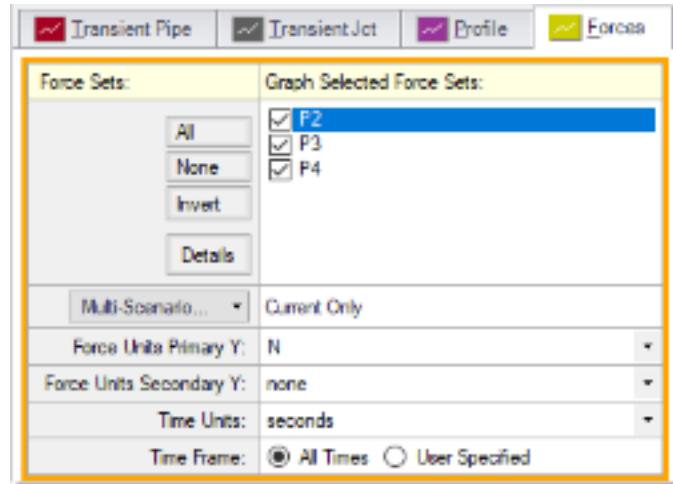 Transient Pipe Transient Jct Profile Forces
Force Sets: Graph Selected Force Sets:
All
None
Invert
Details
P2
P3
P4
Multi-Scenario... Current Only
Force Units Primary Y: N
Force Units Secondary Y: none
Time Units: seconds
Time Frame: All Times User Specified